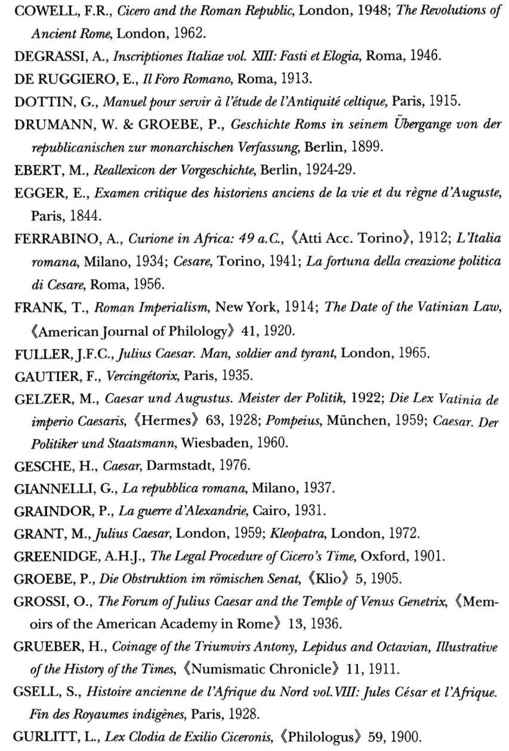 COWELL, F.R., Cicero and the Roman Republic, London, 1948; The Revolutions of
Ancient Rome, London, 1962.
DEGRASSI, A., Inscriptiones Italiae vol. XIII: Fasti et Elogia, Roma, 1946.
DE RUGGIERO, E., Il Foro Romano, Roma, 1913.
DOTTIN, G., Manuel pour servir à l'étude de l'Antiquité celtique, Paris, 1915.
DRUMANN, W. & GROEBE, P., Geschichte Roms in seinem Übergange von der
republicanischen zur monarchischen Verfassung, Berlin, 1899.
EBERT, M., Reallexicon der Vorgeschichte, Berlin, 1924-29.
EGGER, E., Examen critique des historiens anciens de la vie et du règne d'Auguste,
Paris, 1844.
FERRABINO, A., Curione in Africa: 49 a.C., 《Atti Acc. Torino》, 1912; L'Italia
romana, Milano, 1934; Cesare, Torino, 1941; La fortuna della creazione politica
di Cesare, Roma, 1956.
FRANK, T., Roman Imperialism, New York, 1914; The Date of the Vatinian Law,
《American Journal of Philology》 41, 1920.
FULLER, J.F.C., Julius Caesar. Man, soldier and tyrant, London, 1965.
GAUTIER, F., Vercingétorix, Paris, 1935.
GELZER, M., Caesar und Augustus. Meister der Politik, 1922; Die Lex Vatinia de
imperio Caesaris, 《Hermes》 63, 1928; Pompeius, München, 1959; Caesar. Der
Politiker und Staatsmann, Wiesbaden, 1960.
GESCHE, H., Caesar, Darmstadt, 1976.
GIANNELLI, G., La repubblica romana, Milano, 1937.
GRAINDOR, P., La guerre d'Alexandrie, Cairo, 1931.
GRANT, M., Julius Caesar, London, 1959; Kleopatra, London, 1972.
GREENIDGE, A.H.J., The Legal Procedure of Cicero's Time, Oxford, 1901.
GROEBE, P., Die Obstruktion im römischen Senat, 《Klio》 5, 1905.
GROSSI, O., The Forum of Julius Caesar and the Temple of Venus Genetrix, 《Mem-
oirs of the American Academy in Rome》 13, 1936.
GRUEBER, H., Coinage of the Triumvirs Antony, Lepidus and Octavian, Illustrative
of the History of the Times, 《Numismatic Chronicle》 11, 1911.
GSELL, S., Histoire ancienne de l'Afrique du Nord vol. VIII: Jules César et l'Afrique.
Fin des Royaumes indigènes, Paris, 1928.
GURLITT, L., Lex Clodia de Exilio Ciceronis, 《Philologus》 59, 1900.